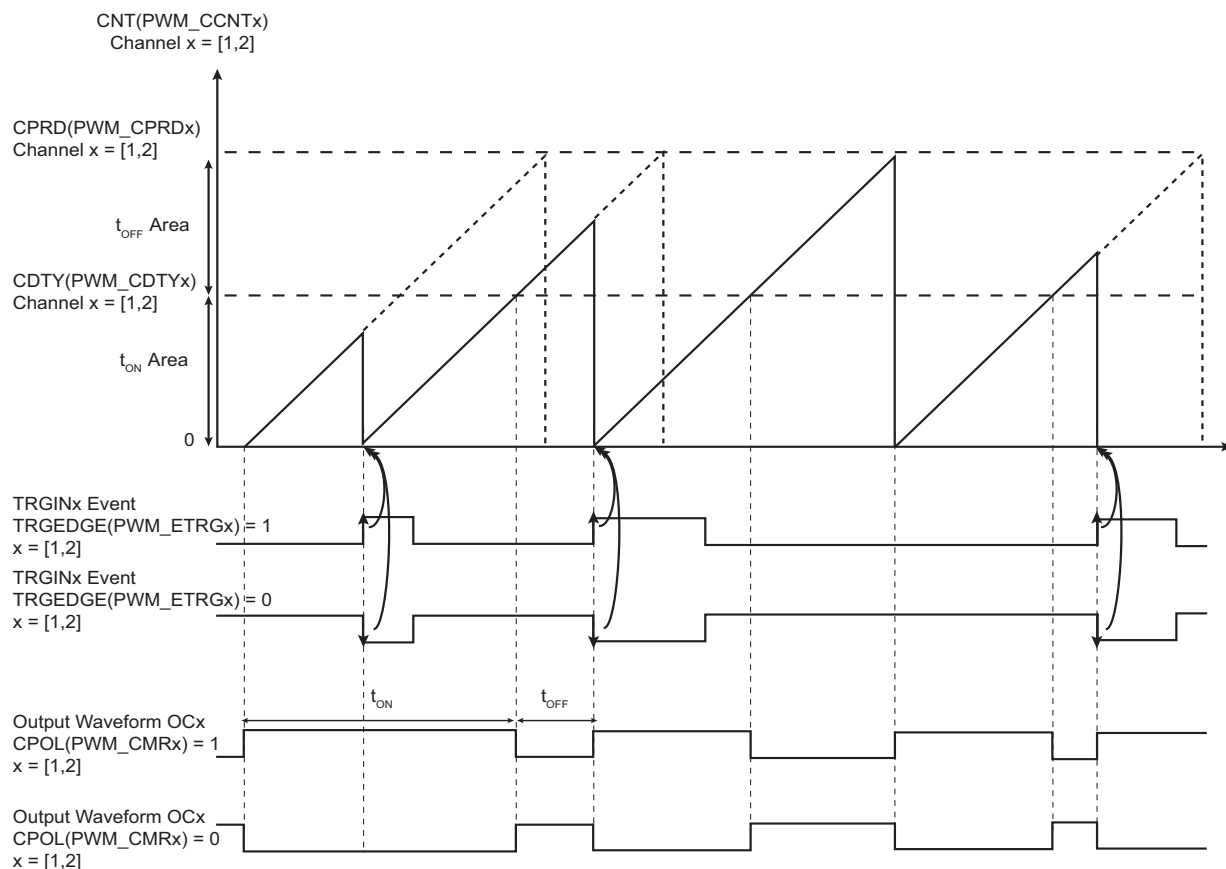 CNT(PWM_CCNTx)
Channel x = [1,2]
CPRD(PWM_CPRDx)
Channel x = [1,2]
tOFF Area
CDTY(PWM_CDTYx)
Channel x = [1,2]
tON Area
0
TRGINx Event
TRGEDGE(PWM_ETRGx) = 1
x = [1,2]
TRGINx Event
TRGEDGE(PWM_ETRGx) = 0
x = [1,2]
tON
tOFF
Output Waveform OCx
CPOL(PWM_CMRx) = 1
x = [1,2]
Output Waveform OCx
CPOL(PWM_CMRx) = 0
x = [1,2]